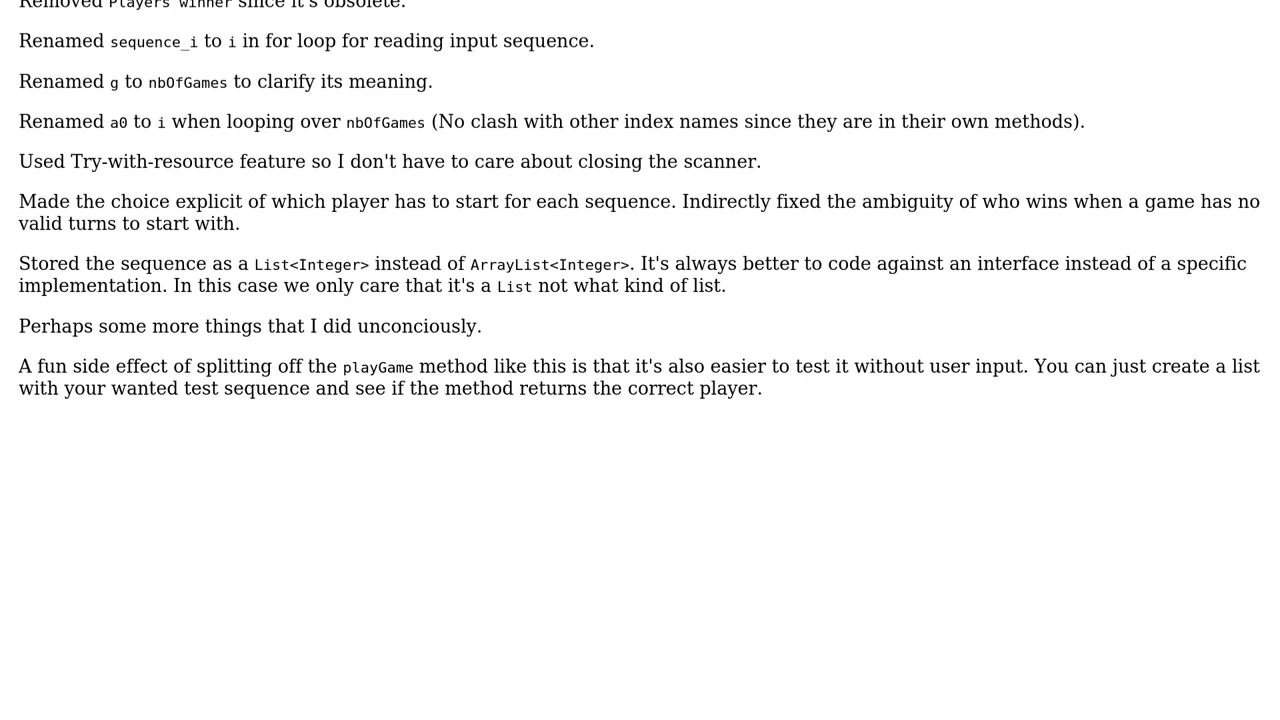 Removed Players winner since it's obsolete.
Renamed sequence_i to i in for loop for reading input sequence.
Renamed g to nbOfGames to clarify its meaning.
Renamed a0 to i when looping over nbOfGames (No clash with other index names since they are in their own methods).
Used Try-with-resource feature so I don't have to care about closing the scanner.
Made the choice explicit of which player has to start for each sequence. Indirectly fixed the ambiguity of who wins when a game has no
valid turns to start with.
Stored the sequence as a List<Integer> instead of ArrayList<Integer>. It's always better to code against an interface instead of a specific
implementation. In this case we only care that it's a List not what kind of list.
Perhaps some more things that I did unconciously.
A fun side effect of splitting off the playGame method like this is that it's also easier to test it without user input. You can just create a list
with your wanted test sequence and see if the method returns the correct player.